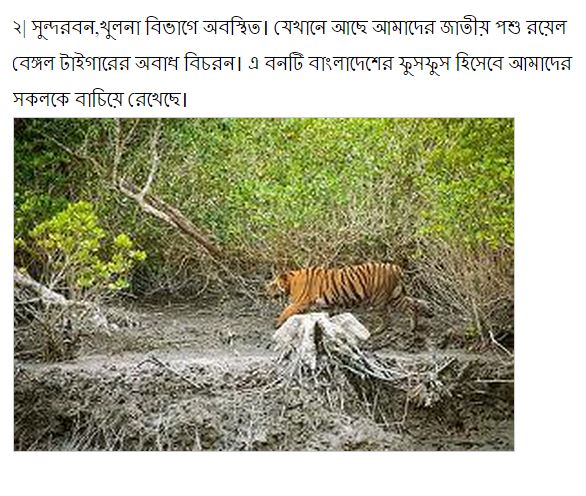 ২| সুন্দরবন,খুলনা বিভাগে অবস্থিত। যেখানে আছে আমাদের জাতীয় পশু রয়েল
বেঙ্গল টাইগারের অবাধ বিচরন। এ বনটি বাংলাদেশের ফুসফুস হিসেবে আমাদের
সকলকে বাচিয়ে রেখেছে।